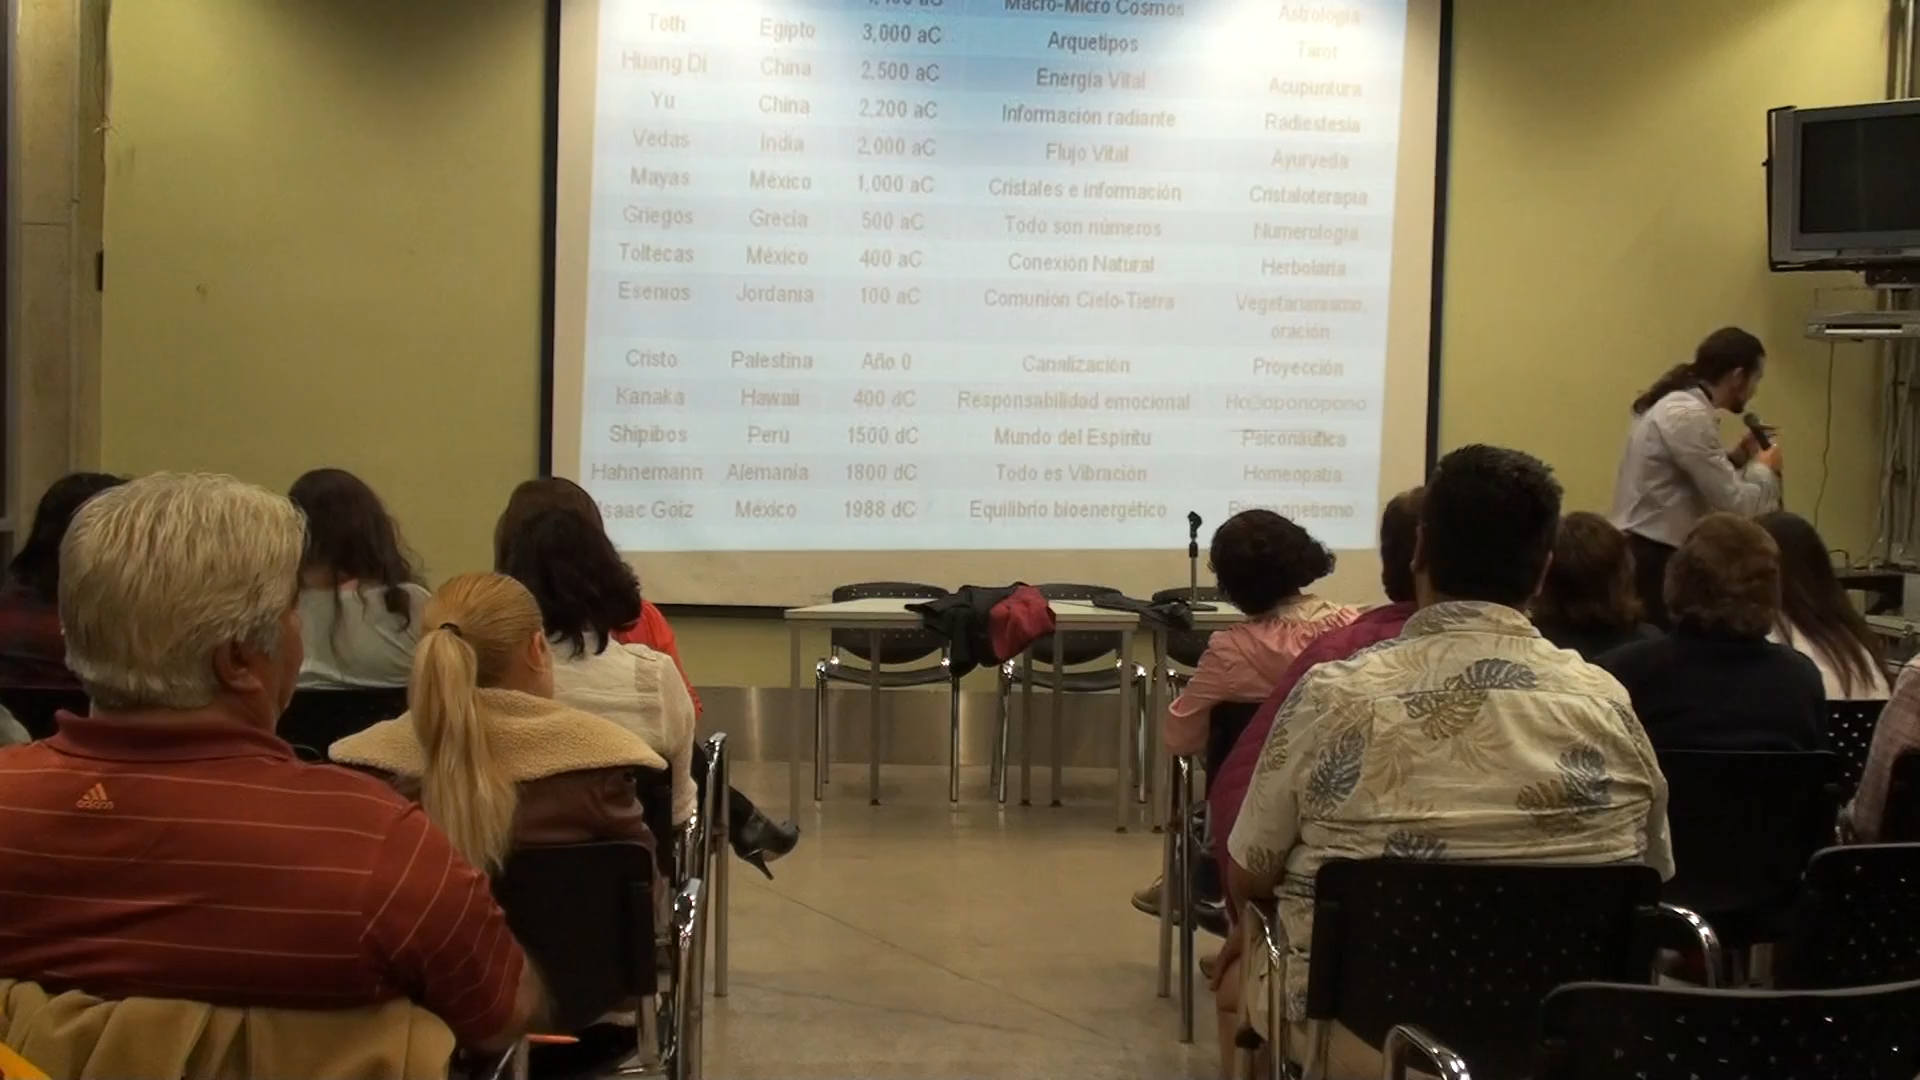 Macro-Micro Cosmos Astrología
Toth Egipto 3,000 aC Arquetipos Tarot
Huang Di China 2,500 aC Energía Vital Acupuntura
Yu China 2,200 aC Información radiante Radiestesia
Vedas India 2,000 aC Flujo Vital Ayurveda
Mayas México 1,000 aC Cristales e información Cristaloterapia
Griegos Grecia 500 aC Todo son números Numerología
Toltecas México 400 aC Conexión Natural Herbolaria
Esenios Jordania 100 aC Comunión Cielo-Tierra Vegetarianismo,
oración
Cristo Palestina Año 0 Canalización Proyección
Kanaka Hawaii 400 dC Responsabilidad emocional
Shipibos Perú 1500 dC Mundo del Espíritu Psiconáutica
Hahnemann Alemania 1800 dC Todo es Vibración Homeopatía
Isaac Goiz México 1988 dC Equilibrio bioenergético Biomagnetismo
adidas